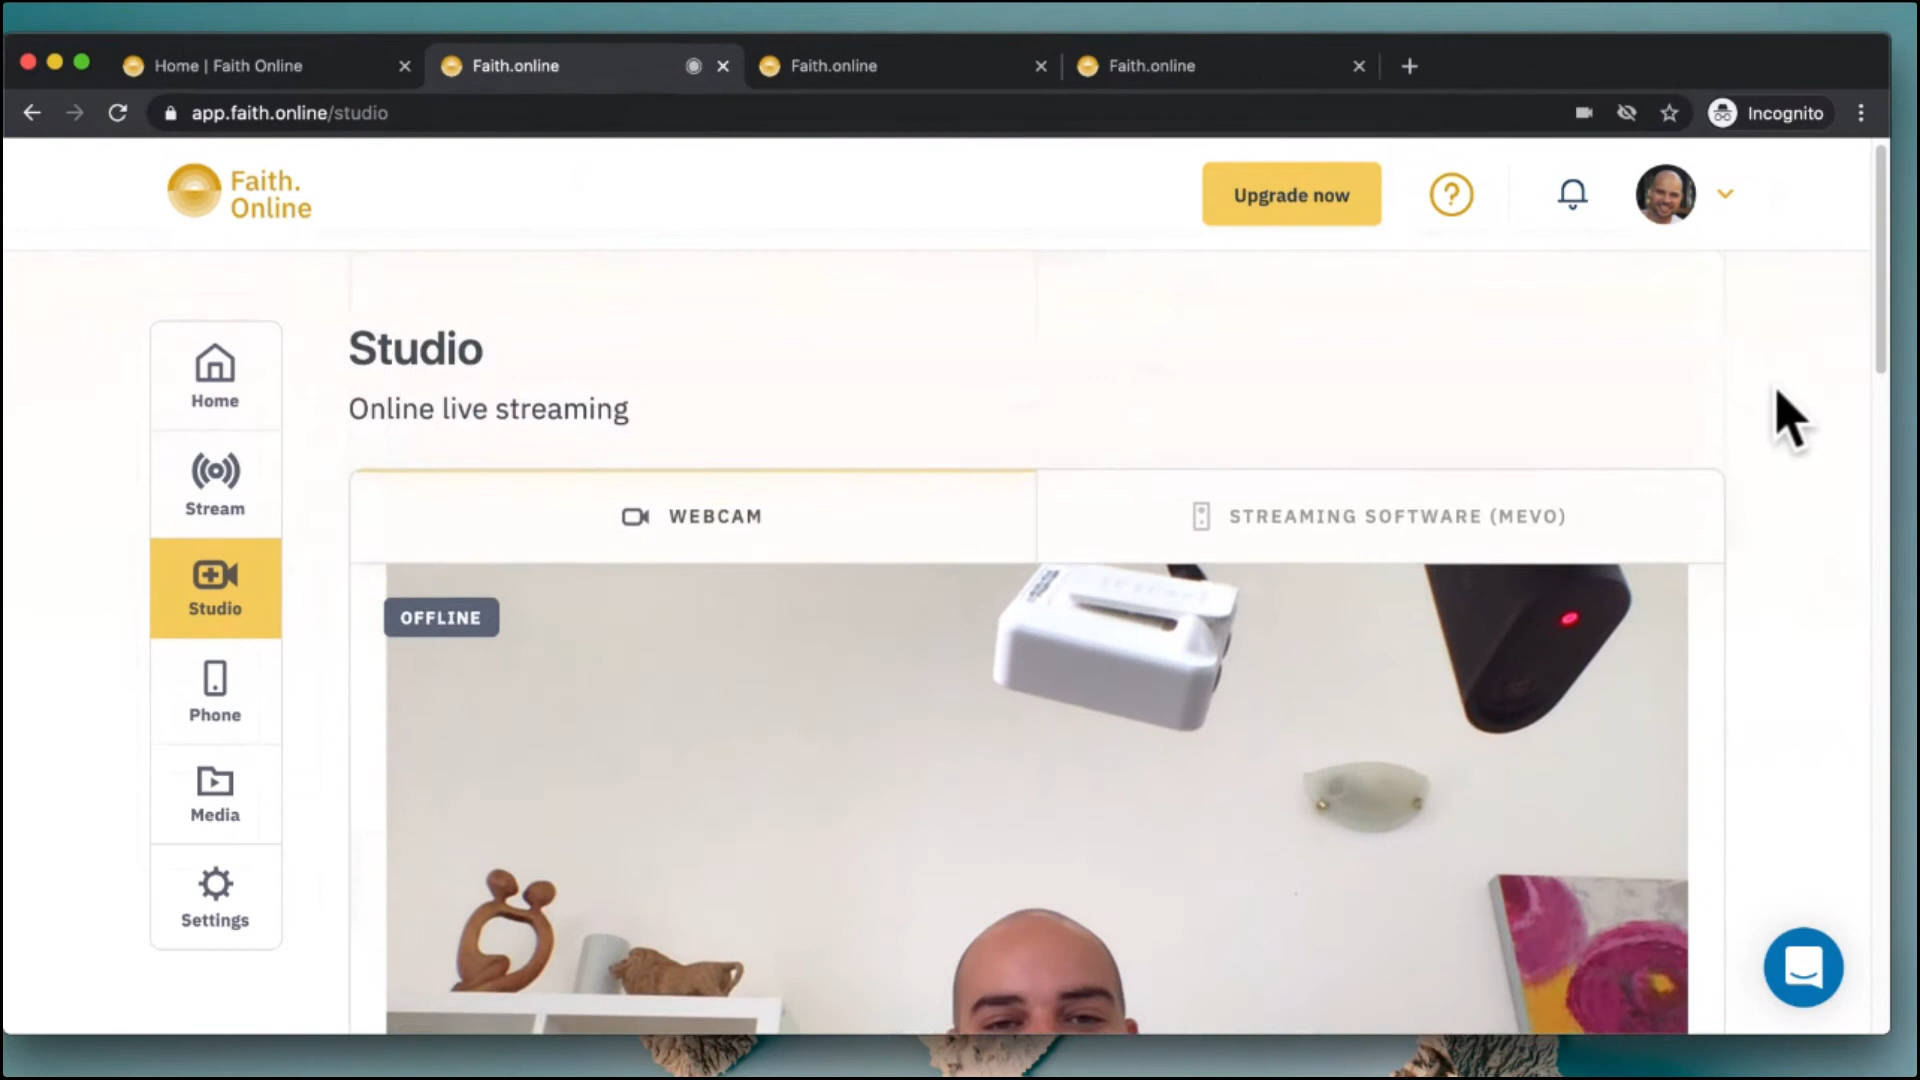 Home | Faith Online
Faith.online
Faith.online
Faith.online
app.faith.online/studio
Incognito
Faith.
Online
Upgrade now
?
Studio
Online live streaming
Home
Stream
Studio
Phone
Media
Settings
WEBCAM
STREAMING SOFTWARE (MEVO)
OFFLINE